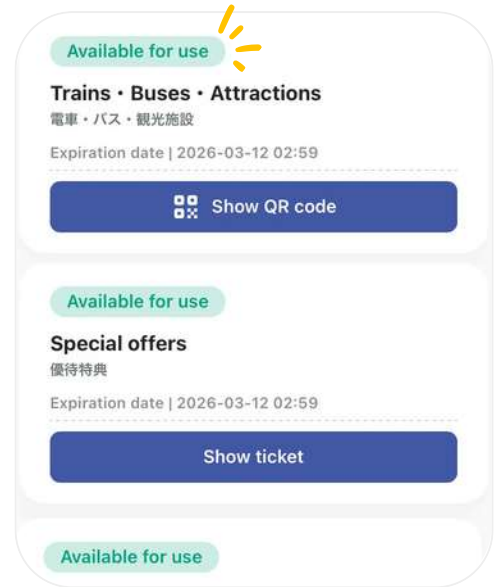 Available for use
Trains・Buses・Attractions
電車・バス・観光施設
Expiration date | 2026-03-12 02:59
Show QR code
Available for use
Special offers
優待特典
Expiration date | 2026-03-12 02:59
Show ticket
Available for use